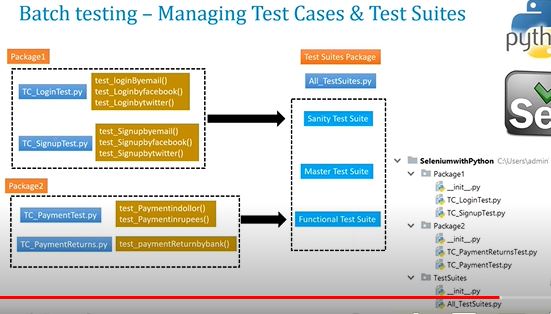 Batch testing – Managing Test Cases & Test Suites
Package1
TC_LoginTest.py
test_loginByemail()
test_Loginbyfacebook()
test_Loginbytwitter()
TC_SignupTest.py
test_Signupbyemail()
test_Signupbyfacebook()
test_Signupbytwitter()
Package2
TC_PaymentTest.py
test_Paymentindollor()
test_Paymentinrupees()
TC_PaymentReturns.py
test_paymentReturnbybank()
Test Suites Package
All_TestSuites.py
Sanity Test Suite
Master Test Suite
Functional Test Suite
pyth
Se
SeleniumwithPython C:\Users\admin
Package1
__init__.py
TC_LoginTest.py
TC_SignupTest.py
Package2
__init__.py
TC_PaymentReturnsTest.py
TC_PaymentTest.py
TestSuites
__init__.py
All_TestSuites.py